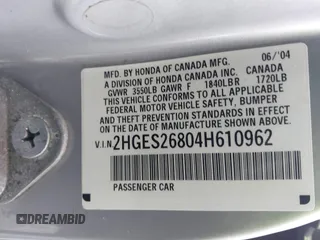 MFD. BY HONDA OF CANADA MFG. 06/'04
A DIVISION OF HONDA CANADA INC. CANADA
GVWR 3550LB GAWR F 1840LB R 1720LB
THIS VEHICLE CONFORMS TO ALL APPLICABLE
FEDERAL MOTOR VEHICLE SAFETY, BUMPER
AND THEFT PREVENTION STANDARDS IN
EFFECT ON THE DATE OF MANUFACTURE
SHOWN ABOVE.
V.I.N. 2HGES26804H610962
PASSENGER CAR
DREAMBID